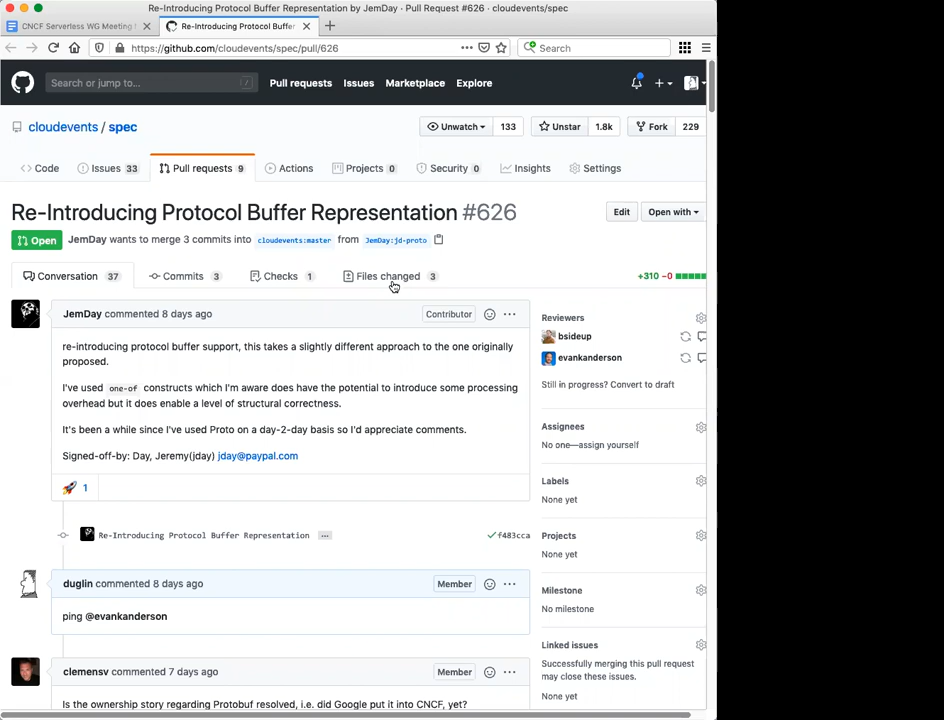 Re-Introducing Protocol Buffer Representation by JemDay · Pull Request #626 · cloudevents/spec
CNCF Serverless WG Meeting
Re-Introducing Protocol Buffer
https://github.com/cloudevents/spec/pull/626
Search
Search or jump to...
/
Pull requests
Issues
Marketplace
Explore
cloudevents / spec
Unwatch
133
Unstar
1.8k
Fork
229
Code
Issues 33
Pull requests 9
Actions
Projects 0
Security 0
Insights
Settings
Re-Introducing Protocol Buffer Representation #626
Edit
Open with
Open
JemDay wants to merge 3 commits into cloudevents:master from JemDay:jd-proto
Conversation 37
Commits 3
Checks 1
Files changed 3
+310 −0
JemDay commented 8 days ago
Contributor
re-introducing protocol buffer support, this takes a slightly different approach to the one originally
proposed.
I've used one-of constructs which I'm aware does have the potential to introduce some processing
overhead but it does enable a level of structural correctness.
It's been a while since I've used Proto on a day-2-day basis so I'd appreciate comments.
Signed-off-by: Day, Jeremy(jday) jday@paypal.com
1
Re-Introducing Protocol Buffer Representation
f483cca
duglin commented 8 days ago
Member
ping @evankanderson
clemensv commented 7 days ago
Member
Is the ownership story regarding Protobuf resolved, i.e. did Google put it into CNCF, yet?
Reviewers
bsideup
evankanderson
Still in progress? Convert to draft
Assignees
No one—assign yourself
Labels
None yet
Projects
None yet
Milestone
No milestone
Linked issues
Successfully merging this pull request
may close these issues.
None yet